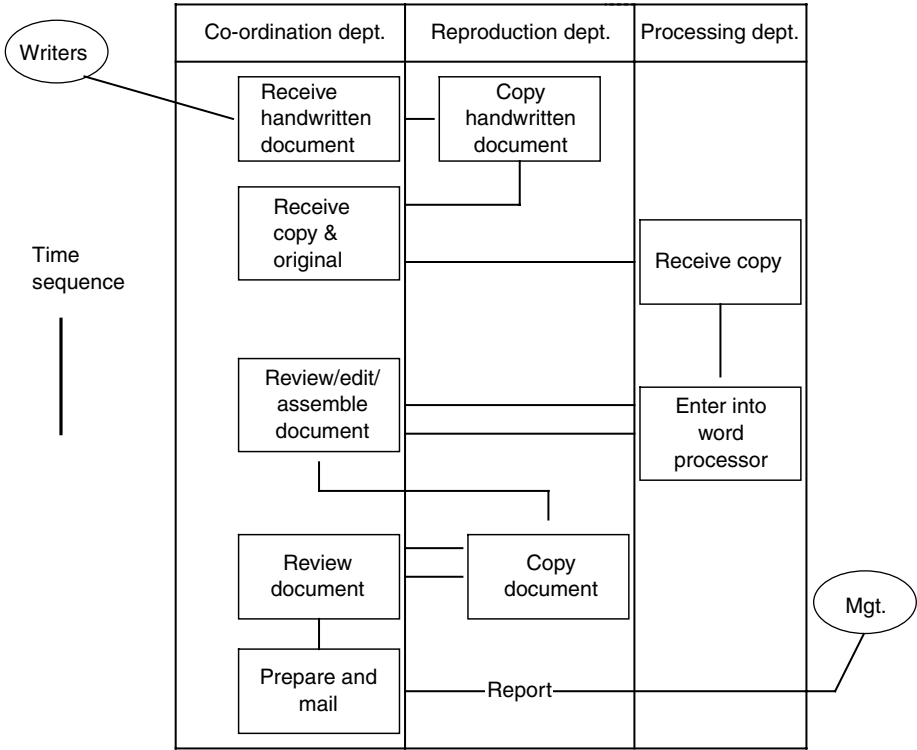 Co-ordination dept.
Reproduction dept.
Processing dept.
Writers
Receive
handwritten
document
Copy
handwritten
document
Receive
copy &
original
Receive copy
Time
sequence
Review/edit/
assemble
document
Enter into
word
processor
Review
document
Copy
document
Mgt.
Prepare and
mail
Report